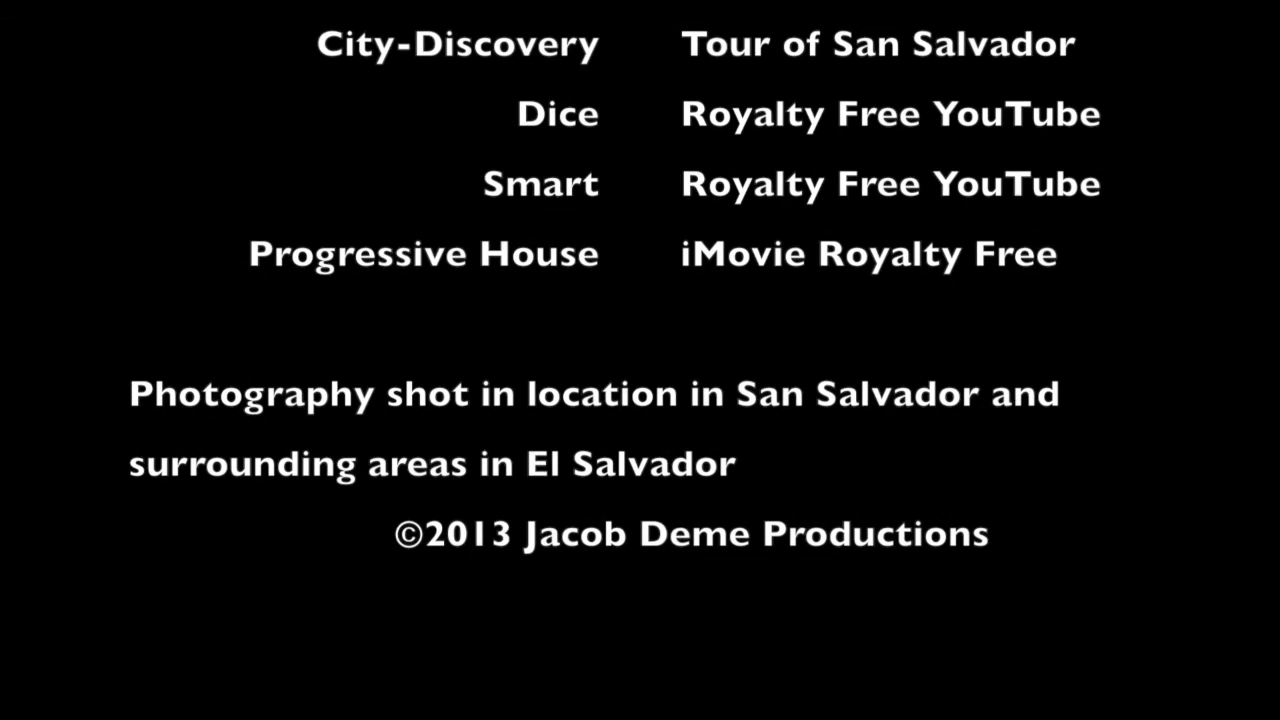 City-Discovery Tour of San Salvador
Dice Royalty Free YouTube
Smart Royalty Free YouTube
Progressive House iMovie Royalty Free
Photography shot in location in San Salvador and
surrounding areas in El Salvador
©2013 Jacob Deme Productions